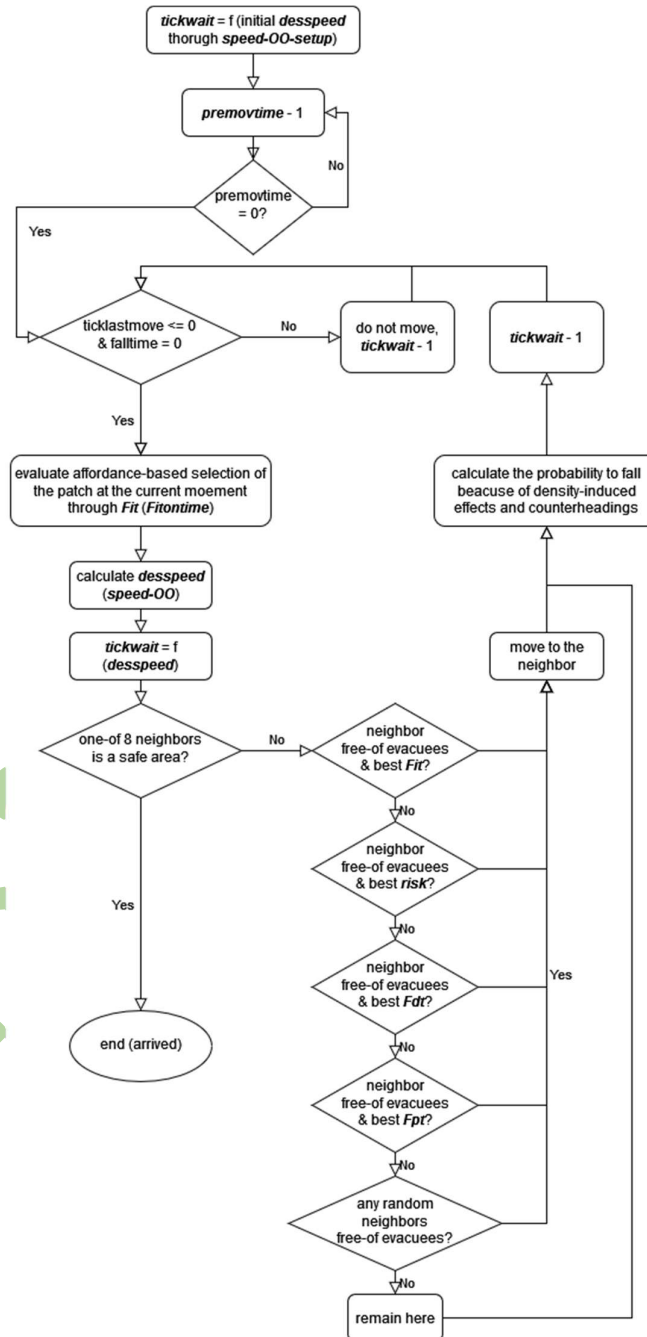 tickwait = f (initial desspeed
thorugh speed-OO-setup)
premovtime - 1
No
premovtime
= 0?
Yes
ticklastmove <= 0
& falltime = 0
No
do not move,
tickwait - 1
tickwait - 1
Yes
evaluate affordance-based selection of
the patch at the current moement
through Fit (Fitontime)
calculate the probability to fall
beacuse of density-induced
effects and counterheadings
calculate desspeed
(speed-OO)
tickwait = f
(desspeed)
move to the
neighbor
one-of 8 neighbors
is a safe area?
No
neighbor
free-of evacuees
& best Fit?
No
neighbor
free-of evacuees
& best risk?
Yes
No
neighbor
free-of evacuees
& best Fdt?
Yes
end (arrived)
No
neighbor
free-of evacuees
& best Fpt?
No
any random
neighbors
free-of evacuees?
No
remain here